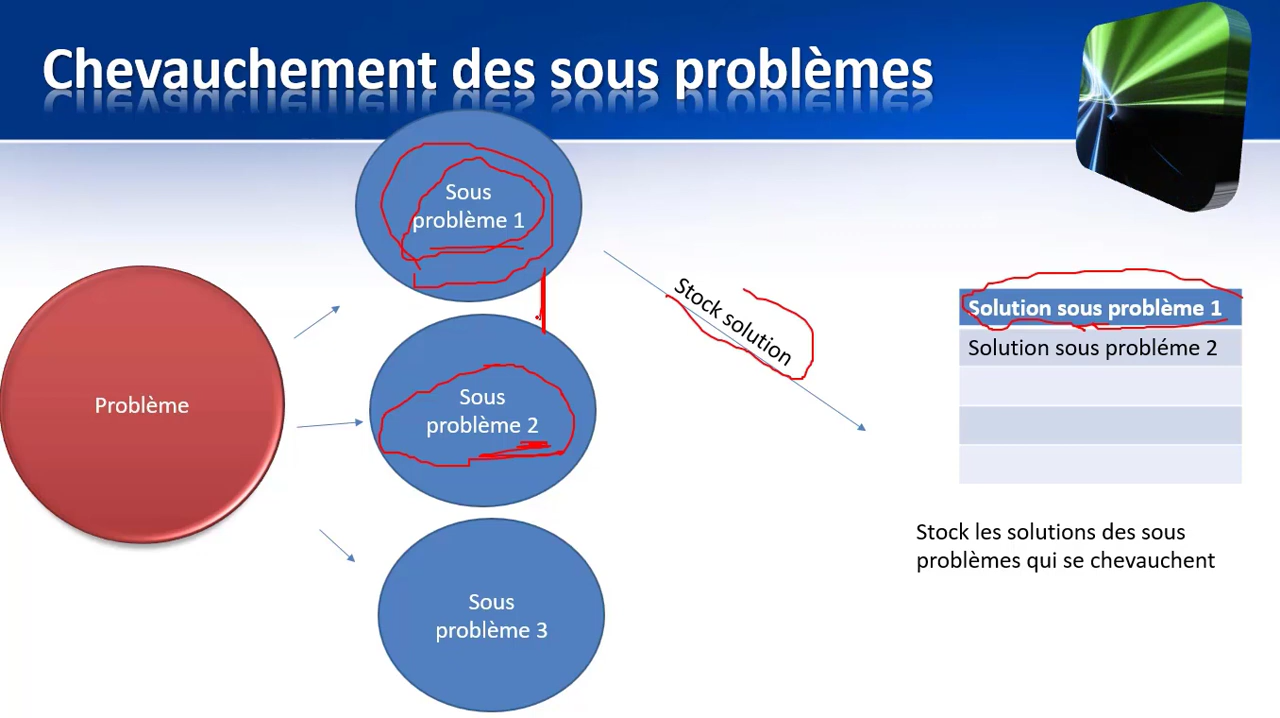 Chevauchement des sous problèmes
Sous
problème 1
Problème
Sous
problème 2
Sous
problème 3
Stock solution
Solution sous problème 1
Solution sous probléme 2
Stock les solutions des sous
problèmes qui se chevauchent